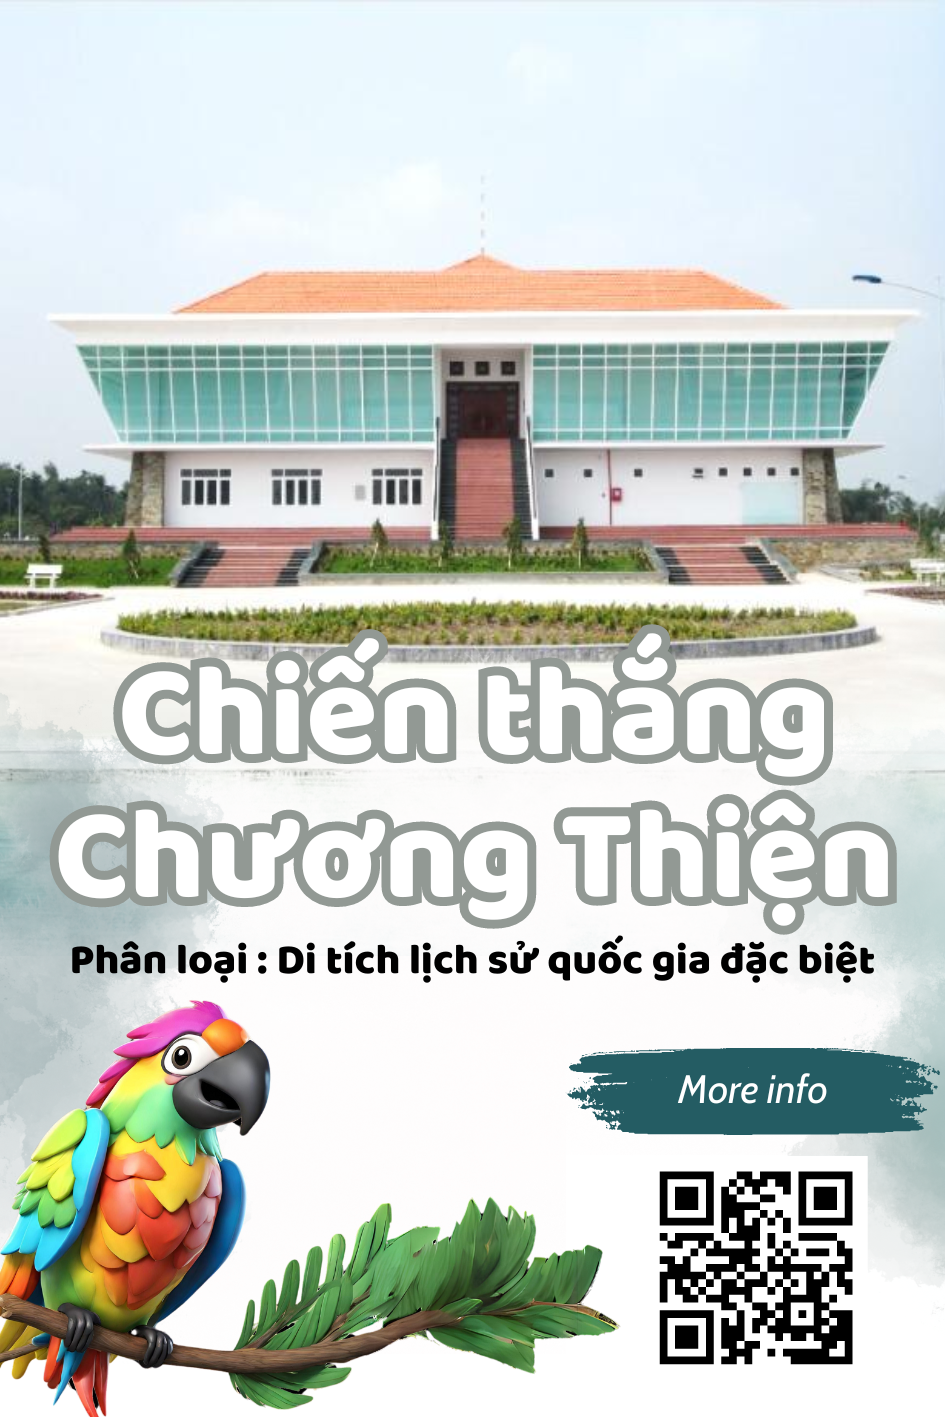 Chiến thắng
Chương Thiện
Phân loại : Di tích lịch sử quốc gia đặc biệt
More info